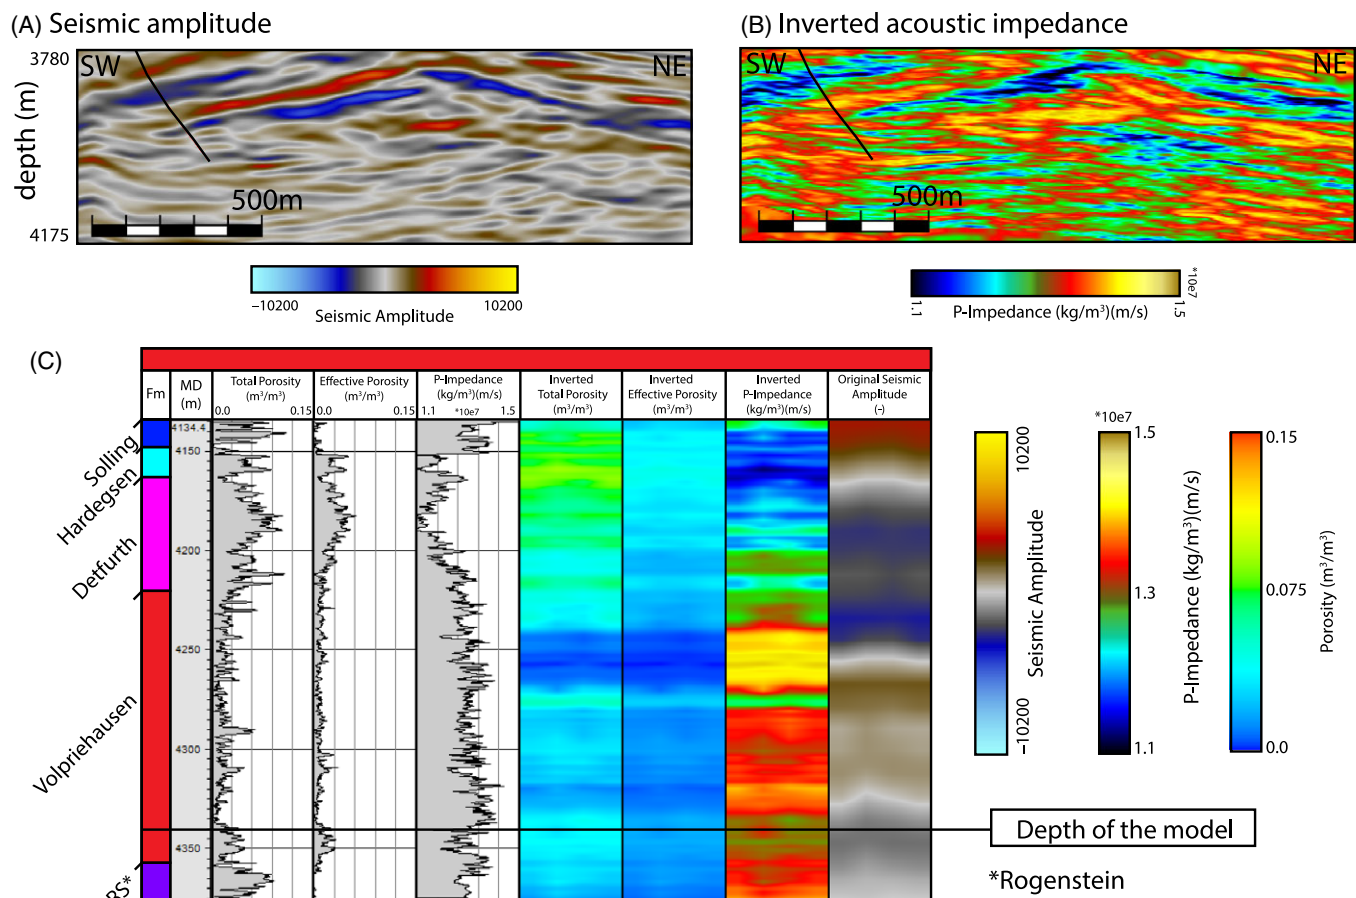 (A) Seismic amplitude
(B) Inverted acoustic impedance
3780
SW
NE
depth (m)
500m
4175
SW
NE
500m
−10200
10200
Seismic Amplitude
1.1
P-Impedance (kg/m³)(m/s)
1.5
*10e7
(C)
Fm
MD
(m)
Total Porosity
(m³/m³)
0.0 0.15
Effective Porosity
(m³/m³)
0.0 0.15
P-Impedance
(kg/m³)(m/s)
1.1 *10e7 1.5
Inverted
Total Porosity
(m³/m³)
Inverted
Effective Porosity
(m³/m³)
Inverted
P-Impedance
(kg/m³)(m/s)
Original Seismic
Amplitude
(-)
Solling
Hardegsen
Detfurth
Volpriehausen
RS*
4134.4
4150
4200
4250
4300
4350
10200
Seismic Amplitude
−10200
*10e7
1.5
1.3
1.1
P-Impedance (kg/m³)(m/s)
0.15
0.075
0.0
Porosity (m³/m³)
Depth of the model
*Rogenstein